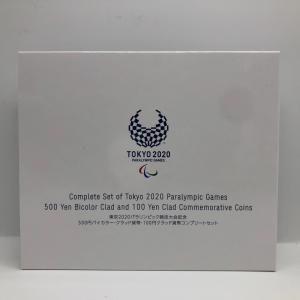 TOKYO 2020
PARALYMPIC GAMES
Complete Set of Tokyo 2020 Paralympic Games
500 Yen Bicolor Clad and 100 Yen Clad Commemorative Coins
東京2020パラリンピック競技大会記念
500円バイカラー・クラッド貨幣・100円クラッド貨幣コンプリートセット